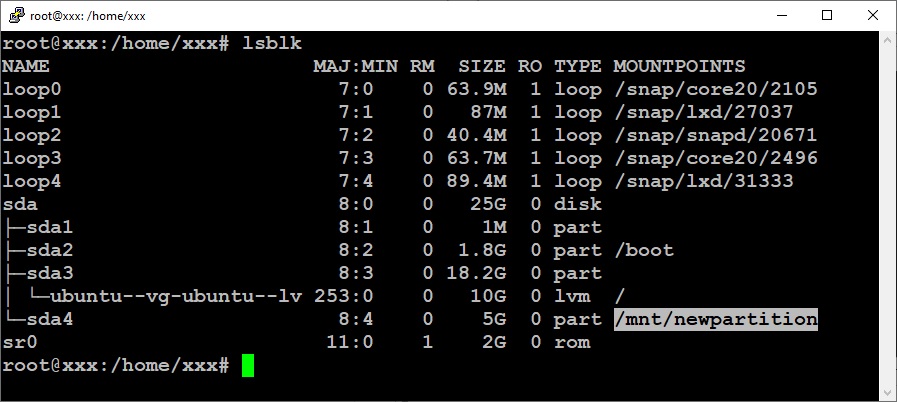 root@xxx: /home/xxx
root@xxx:/home/xxx# lsblk
NAME                      MAJ:MIN RM   SIZE RO TYPE MOUNTPOINTS
loop0                       7:0    0  63.9M  1 loop /snap/core20/2105
loop1                       7:1    0    87M  1 loop /snap/lxd/27037
loop2                       7:2    0  40.4M  1 loop /snap/snapd/20671
loop3                       7:3    0  63.7M  1 loop /snap/core20/2496
loop4                       7:4    0  89.4M  1 loop /snap/lxd/31333
sda                         8:0    0    25G  0 disk
├─sda1                      8:1    0     1M  0 part
├─sda2                      8:2    0   1.8G  0 part /boot
├─sda3                      8:3    0  18.2G  0 part
│ └─ubuntu--vg-ubuntu--lv 253:0    0    10G  0 lvm  /
└─sda4                      8:4    0     5G  0 part /mnt/newpartition
sr0                        11:0    1     2G  0 rom
root@xxx:/home/xxx#